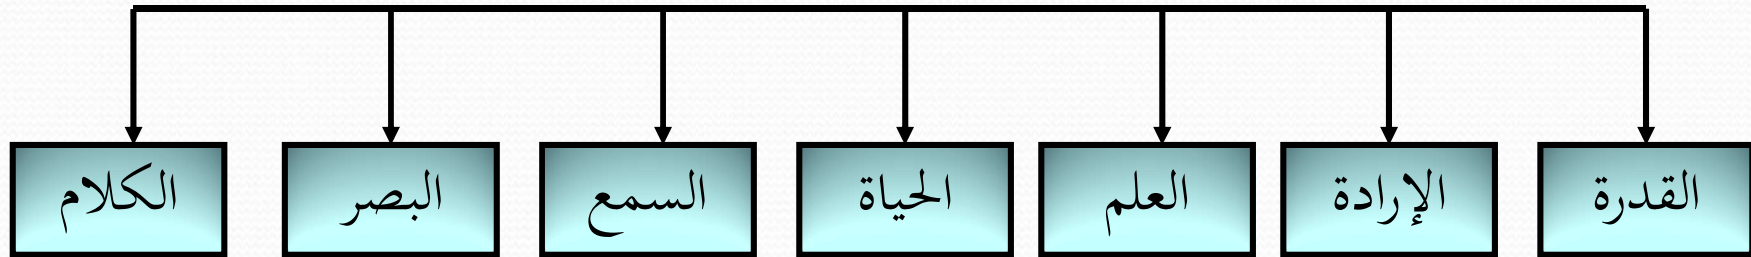 القدرة
الإرادة
العلم
الحياة
السمع
البصر
الكلام